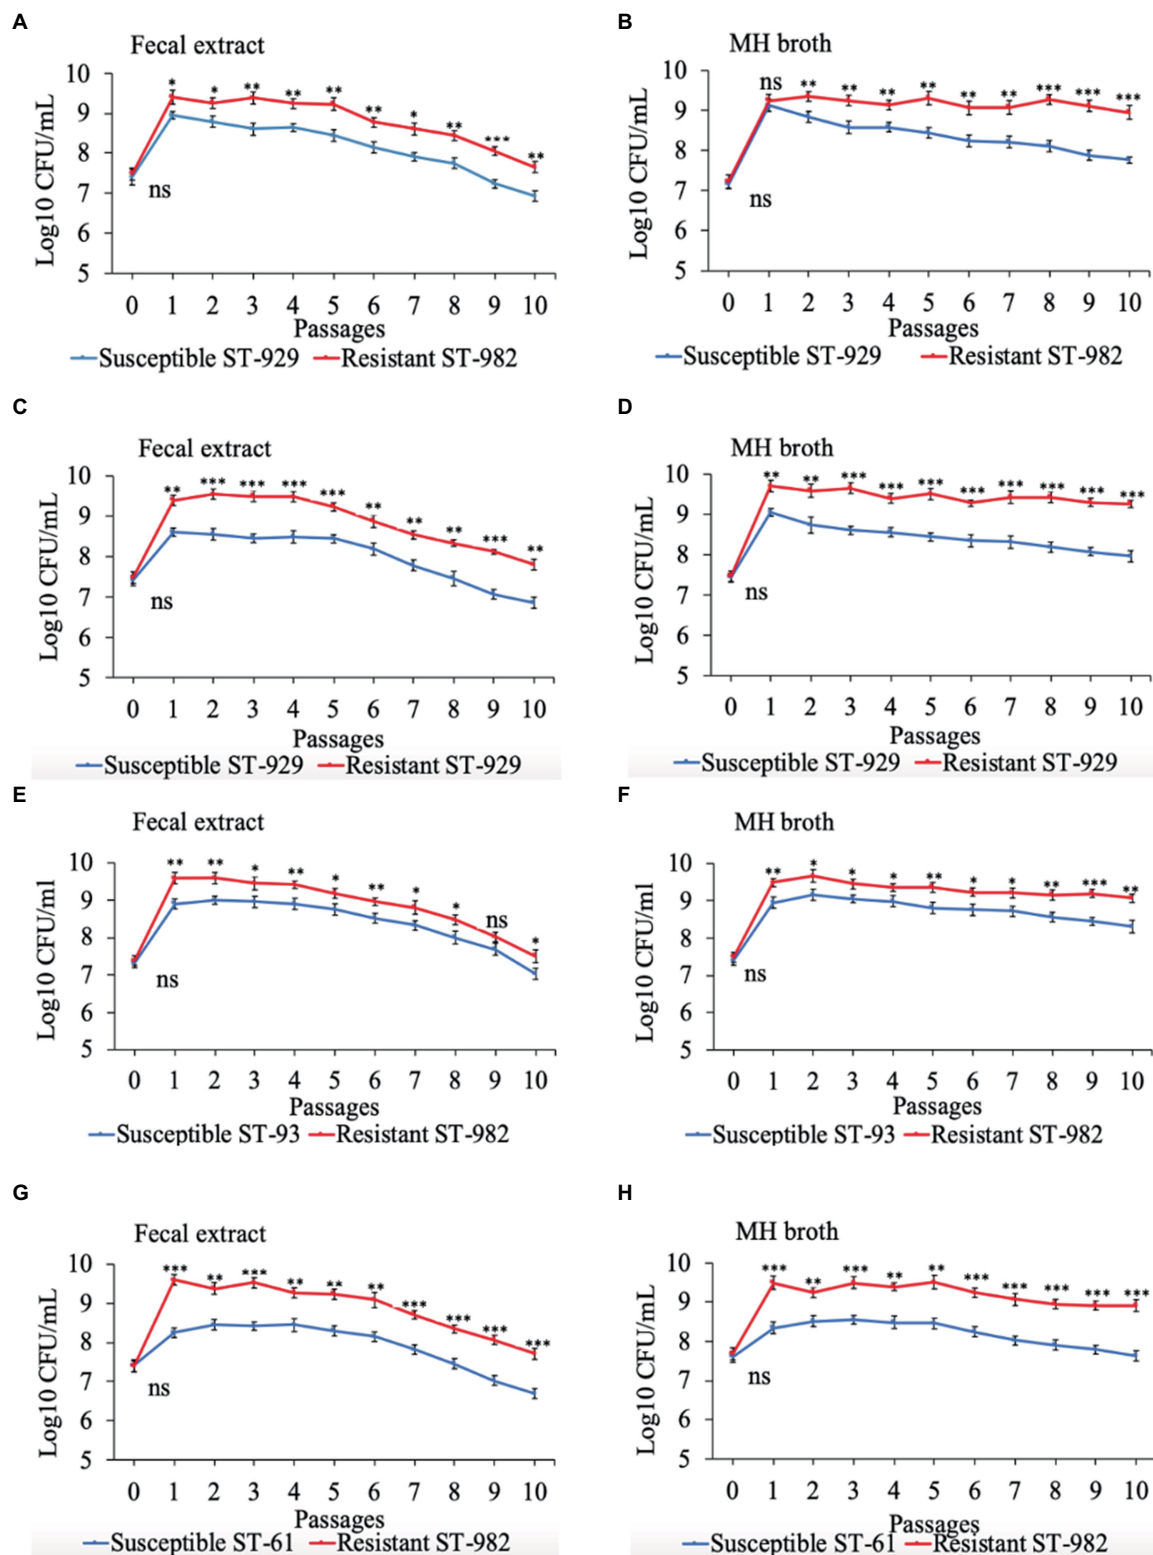 A
Fecal extract
Log10 CFU/mL
10
9
8
7
6
5
* * ** ** ** ** * ** *** **
ns
0 1 2 3 4 5 6 7 8 9 10
Passages
Susceptible ST-929 Resistant ST-982
B
MH broth
Log10 CFU/mL
10
9
8
7
6
5
ns ** ** ** ** ** ** *** *** ***
ns
0 1 2 3 4 5 6 7 8 9 10
Passages
Susceptible ST-929 Resistant ST-982
C
Fecal extract
Log10 CFU/mL
10
9
8
7
6
5
** *** *** *** *** ** ** ** *** **
ns
0 1 2 3 4 5 6 7 8 9 10
Passages
Susceptible ST-929 Resistant ST-929
D
MH broth
Log10 CFU/mL
10
9
8
7
6
5
** ** *** *** *** *** *** *** *** ***
ns
0 1 2 3 4 5 6 7 8 9 10
Passages
Susceptible ST-929 Resistant ST-929
E
Fecal extract
Log10 CFU/ml
10
9
8
7
6
5
** ** * ** * ** * * ns *
ns
0 1 2 3 4 5 6 7 8 9 10
Passages
Susceptible ST-93 Resistant ST-982
F
MH broth
Log10 CFU/ml
10
9
8
7
6
5
** * * * ** * * ** *** **
ns
0 1 2 3 4 5 6 7 8 9 10
Passages
Susceptible ST-93 Resistant ST-982
G
Fecal extract
Log10 CFU/mL
10
9
8
7
6
5
*** ** *** ** ** ** *** *** *** ***
ns
0 1 2 3 4 5 6 7 8 9 10
Passages
Susceptible ST-61 Resistant ST-982
H
MH broth
Log10 CFU/mL
10
9
8
7
6
5
*** ** *** ** ** *** *** *** *** ***
ns
0 1 2 3 4 5 6 7 8 9 10
Passages
Susceptible ST-61 Resistant ST-982